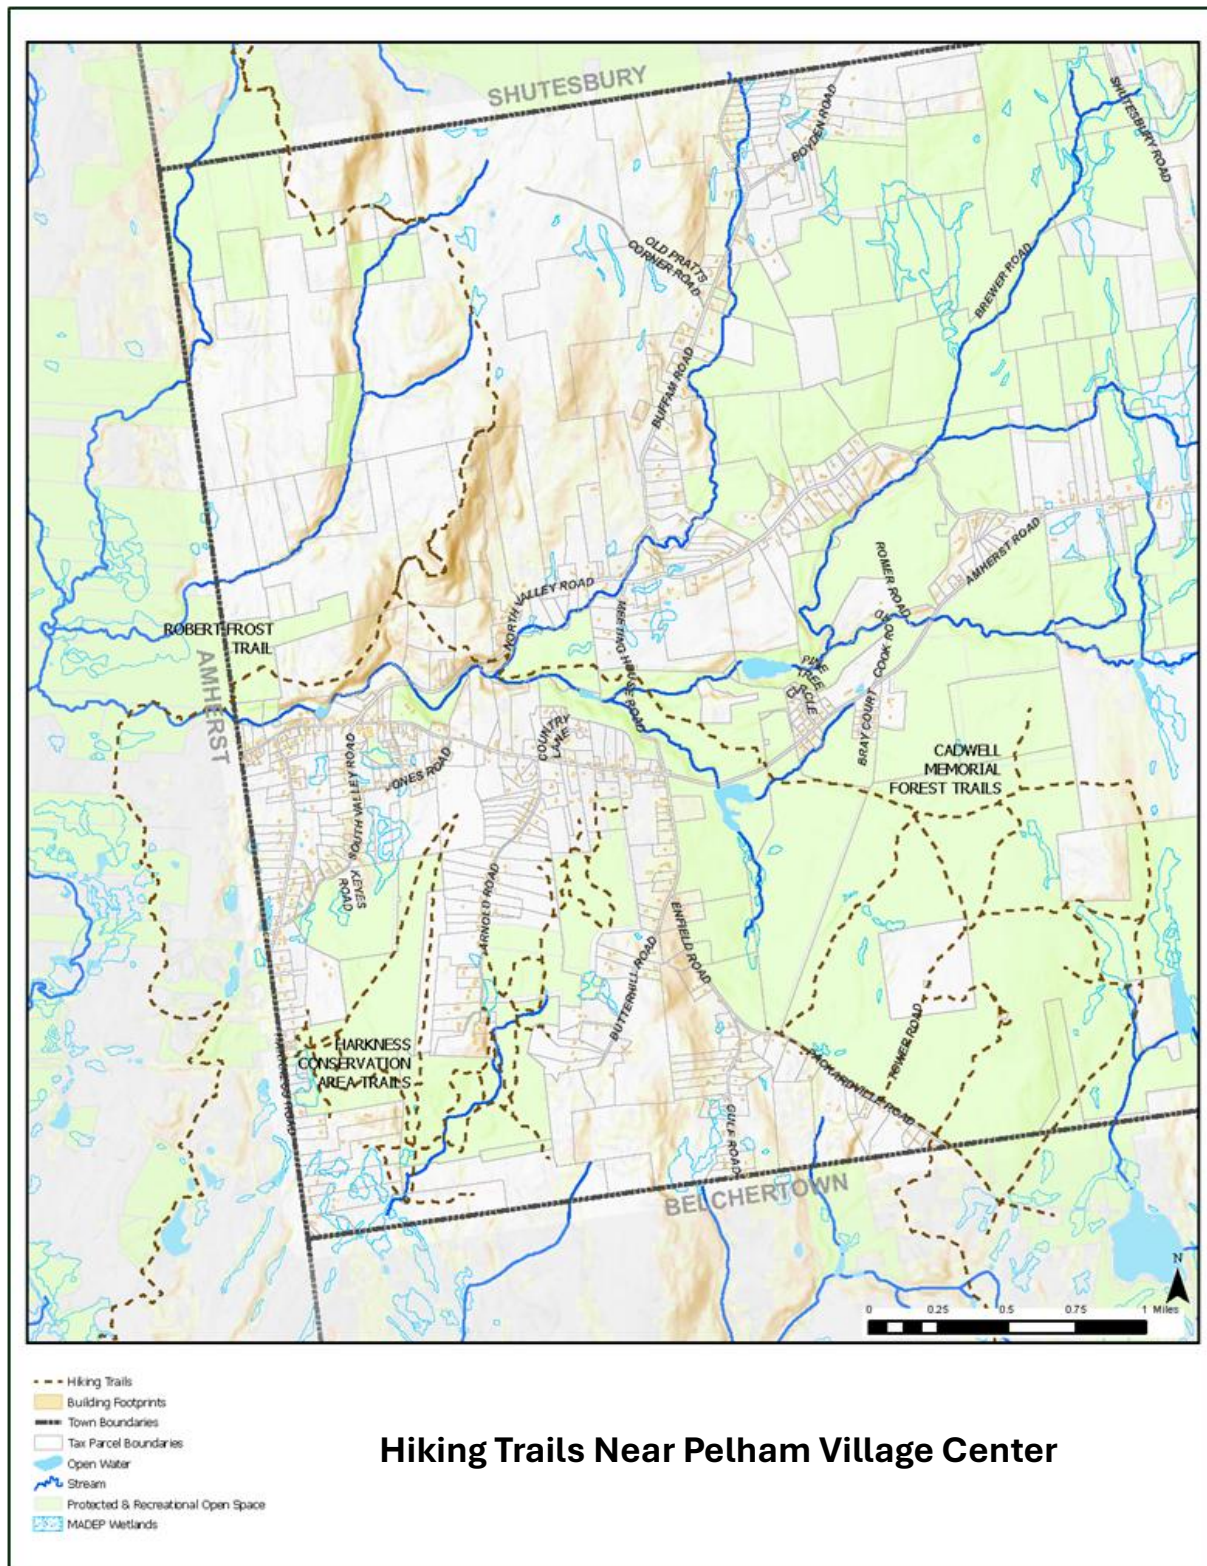 SHUTESBURY
SHUTESBURY ROAD
BOYDEN ROAD
OLD PRATTS
CORNER ROAD
BREWER ROAD
BUFFAM ROAD
AMHERST ROAD
ROMER ROAD
NORTH VALLEY ROAD
MEETING HOUSE ROAD
ROBERT FROST
TRAIL
AMHERST
PINE
TREE
CIRCLE
COOK ROAD
BRAY COURT
COUNTRY
LANE
JONES ROAD
SOUTH VALLEY ROAD
KEYES
ROAD
CADWELL
MEMORIAL
FOREST TRAILS
ARNOLD ROAD
ENFIELD ROAD
BUTTERHILL ROAD
HARKNESS
CONSERVATION
AREA TRAILS
HARKNESS ROAD
TOWER ROAD
PACKARDVILLE ROAD
GULF ROAD
BELCHERTOWN
N
0 0.25 0.5 0.75 1 Miles
Hiking Trails
Building Footprints
Town Boundaries
Tax Parcel Boundaries
Open Water
Stream
Protected & Recreational Open Space
MADEP Wetlands
Hiking Trails Near Pelham Village Center